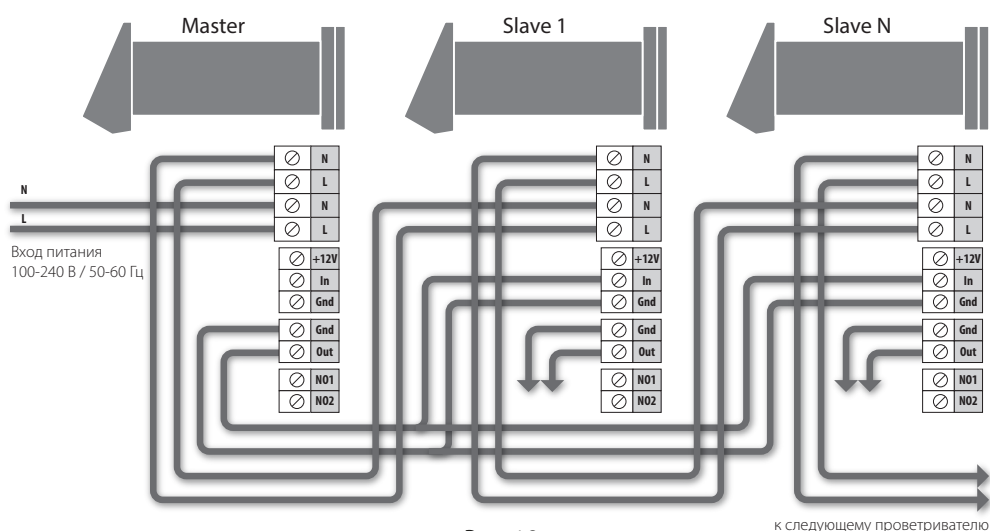 Master
Slave 1
Slave N
N
L
Вход питания
100-240 В / 50-60 Гц
N
L
N
L
+12V
In
Gnd
Gnd
Out
NO1
NO2
N
L
N
L
+12V
In
Gnd
Gnd
Out
NO1
NO2
N
L
N
L
+12V
In
Gnd
Gnd
Out
NO1
NO2
к следующему проветривателю